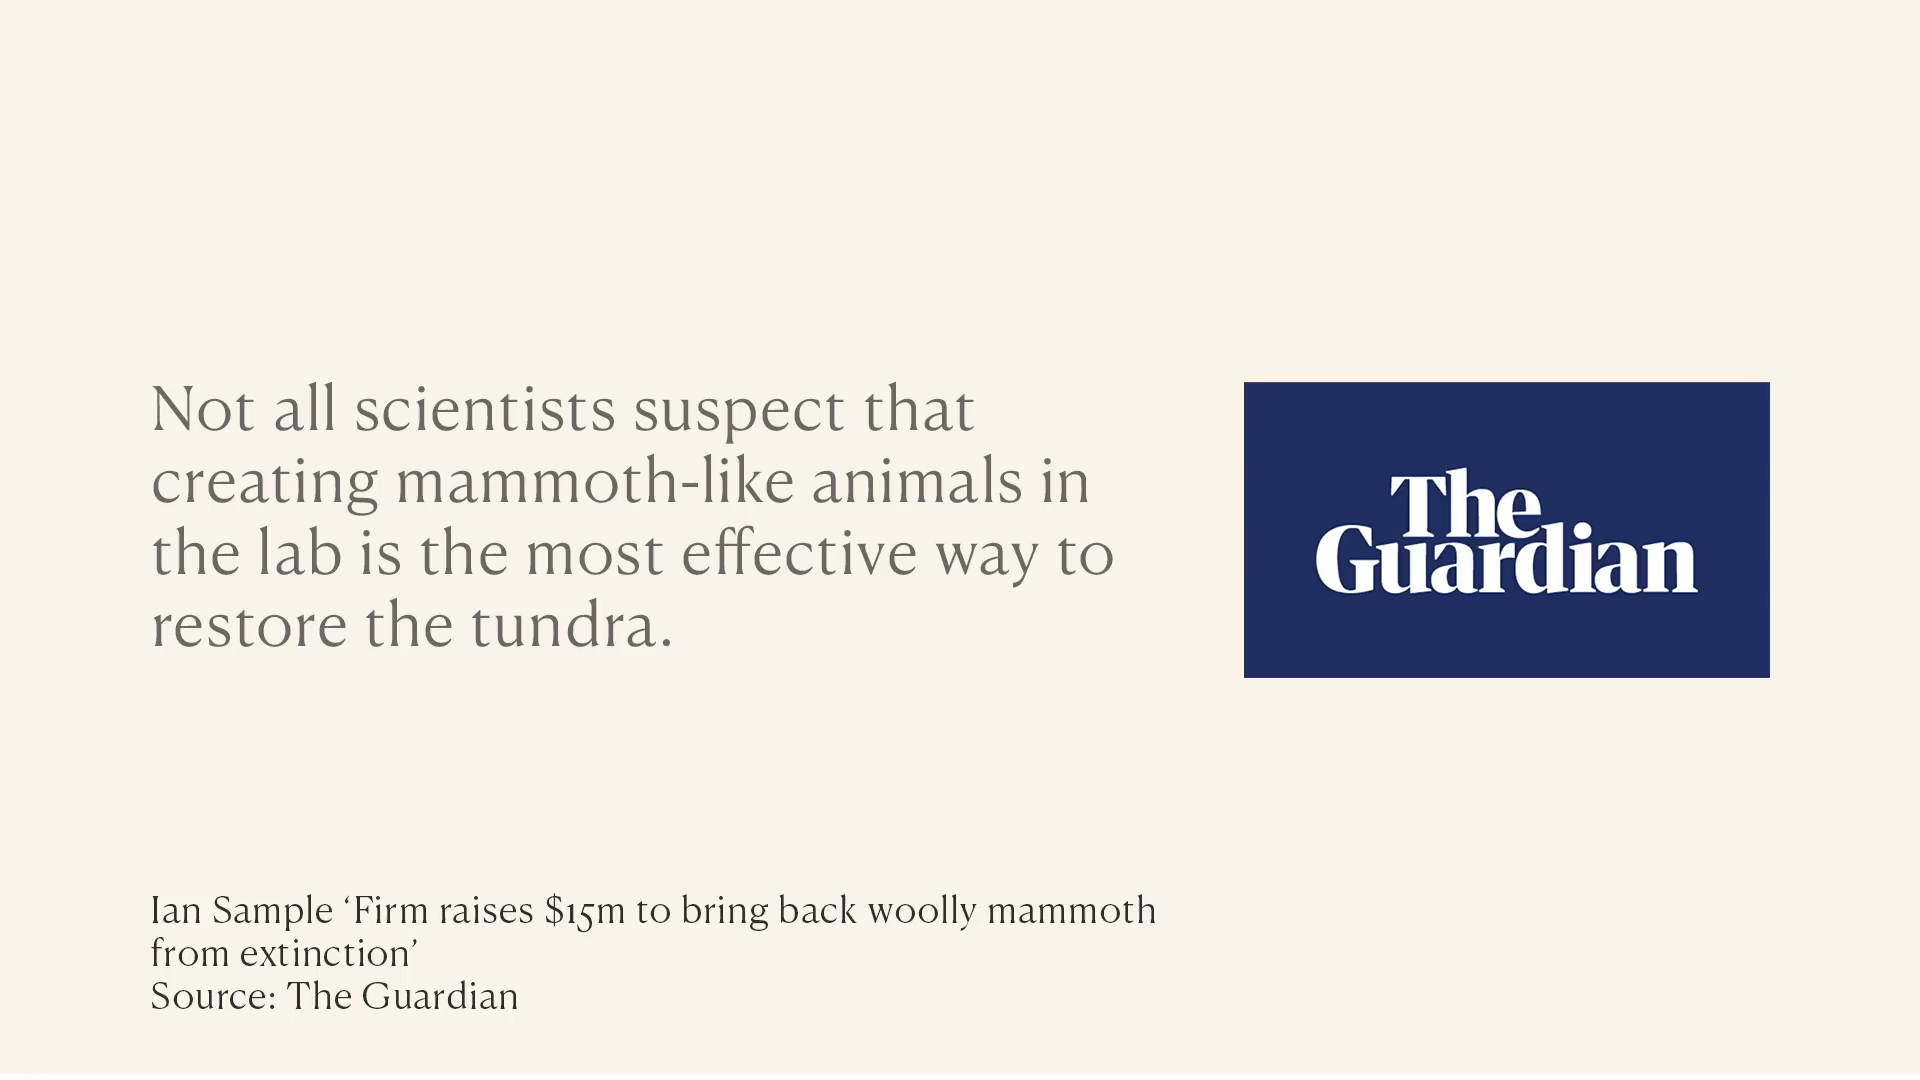 Not all scientists suspect that
creating mammoth-like animals in
the lab is the most effective way to
restore the tundra.
The
Guardian
Ian Sample ‘Firm raises $15m to bring back woolly mammoth
from extinction’
Source: The Guardian